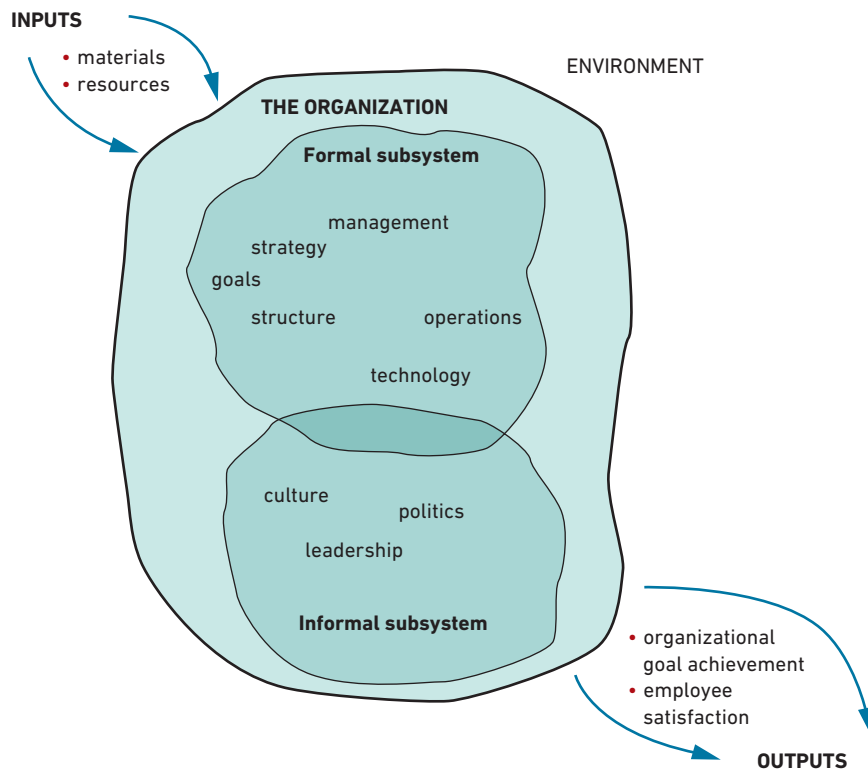 INPUTS
• materials
• resources
ENVIRONMENT
THE ORGANIZATION
Formal subsystem
management
strategy
goals
structure
operations
technology
culture
politics
leadership
Informal subsystem
• organizational
goal achievement
• employee
satisfaction
OUTPUTS